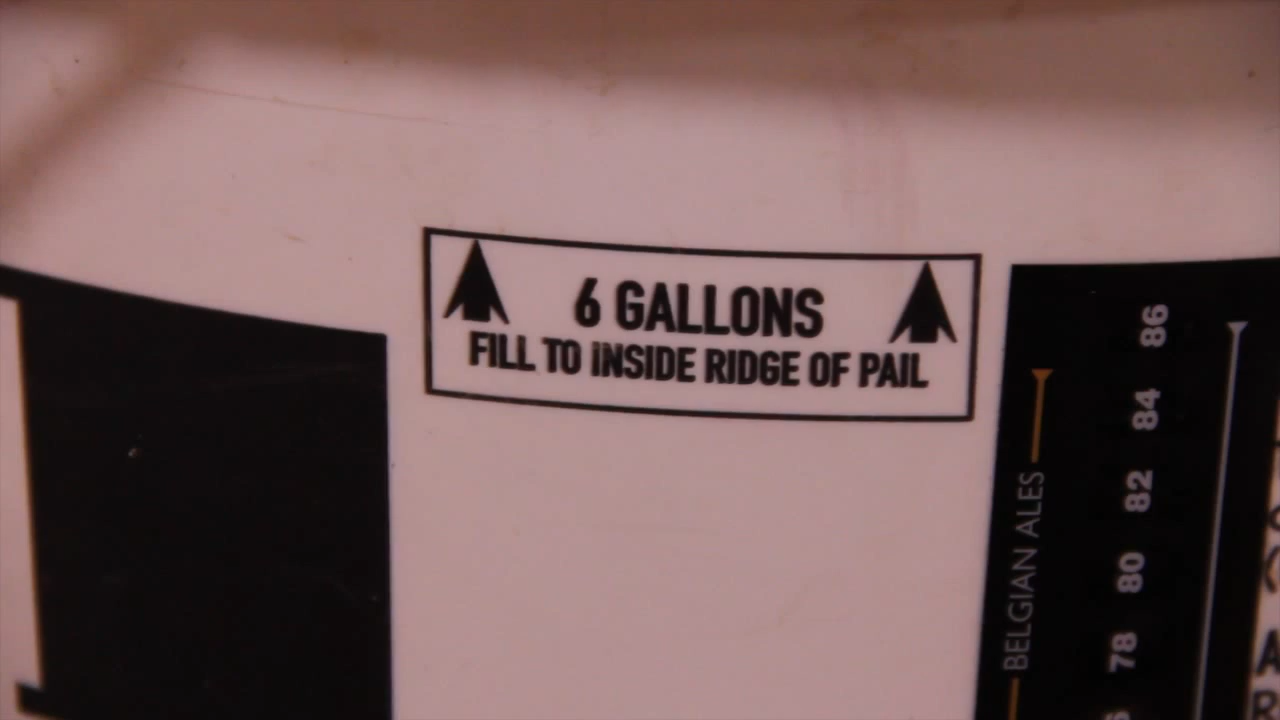 6 GALLONS
FILL TO INSIDE RIDGE OF PAIL
BELGIAN ALES
86
84
82
80
78